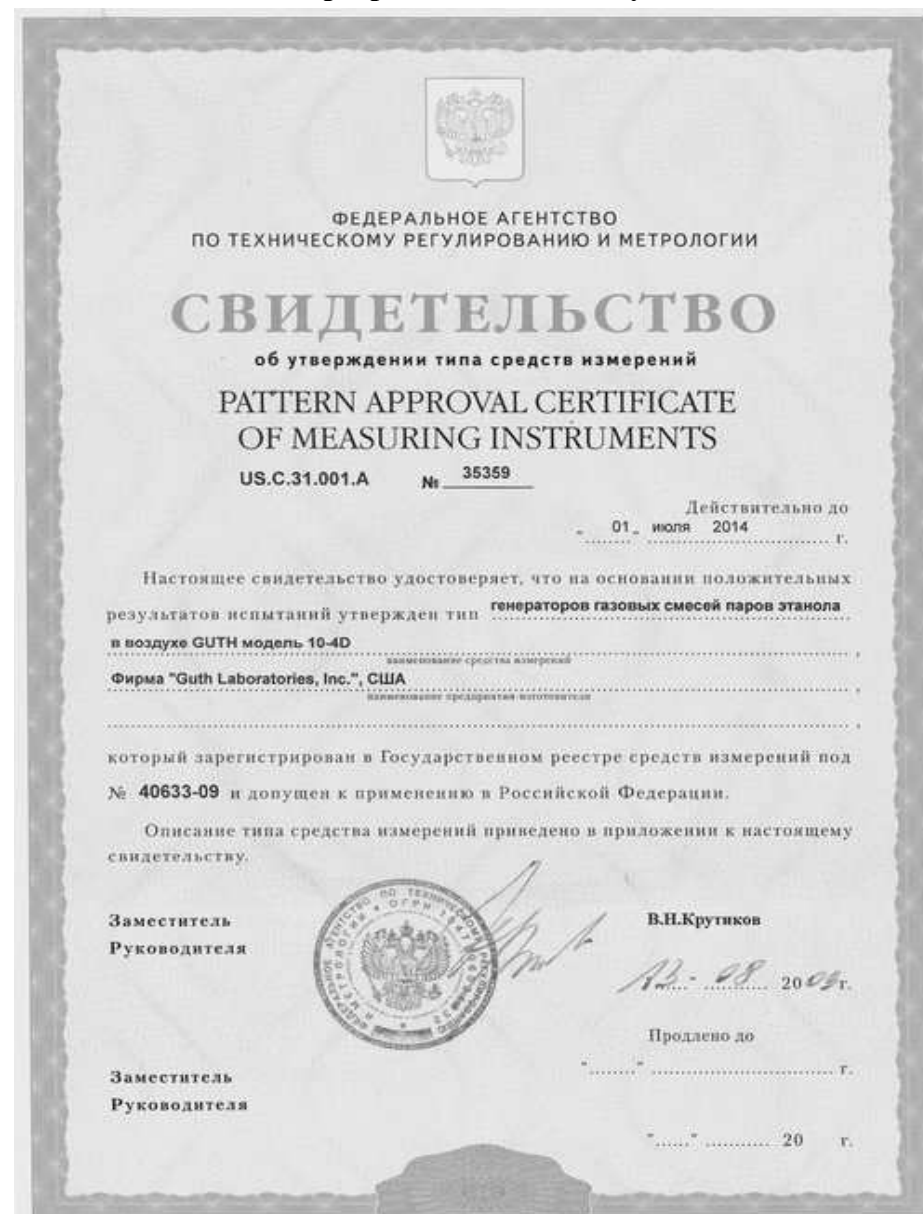 ФЕДЕРАЛЬНОЕ АГЕНТСТВО
ПО ТЕХНИЧЕСКОМУ РЕГУЛИРОВАНИЮ И МЕТРОЛОГИИ
СВИДЕТЕЛЬСТВО
об утверждении типа средств измерений
PATTERN APPROVAL CERTIFICATE
OF MEASURING INSTRUMENTS
US.C.31.001.A № 35359
Действительно до
" 01 " июля 2014 г.
Настоящее свидетельство удостоверяет, что на основании положительных
результатов испытаний утвержден тип генераторов газовых смесей паров этанола
в воздухе GUTH модель 10-4D ,
наименование средства измерений
Фирма "Guth Laboratories, Inc.", США ,
наименование предприятия-изготовителя
который зарегистрирован в Государственном реестре средств измерений под
№ 40633-09 и допущен к применению в Российской Федерации.
Описание типа средства измерений приведено в приложении к настоящему
свидетельству.
Заместитель
Руководителя
В.Н.Крутиков
08 2009г.
Продлено до
"......" .............. г.
Заместитель
Руководителя
"......" ........... 20 г.